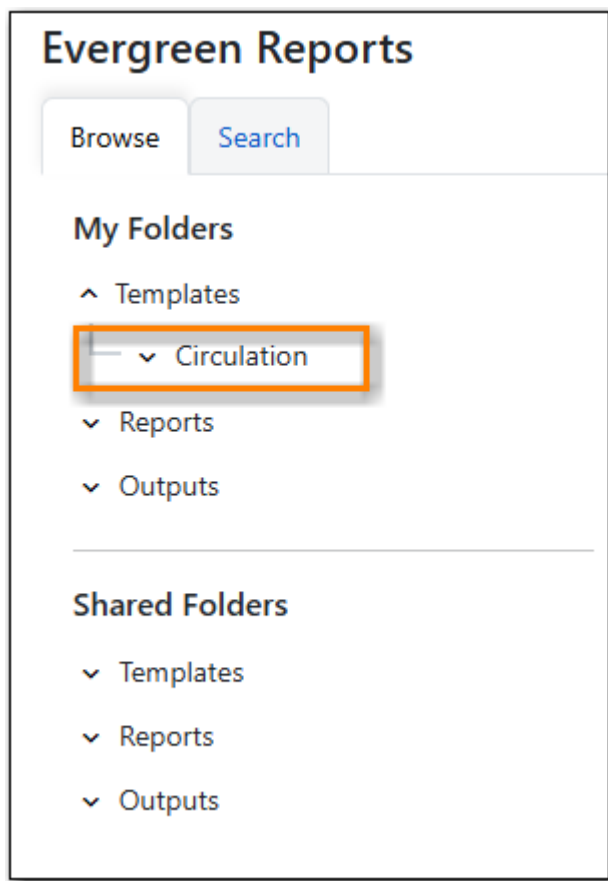 Evergreen Reports
Browse Search
My Folders
Templates
Circulation
Reports
Outputs
Shared Folders
Templates
Reports
Outputs